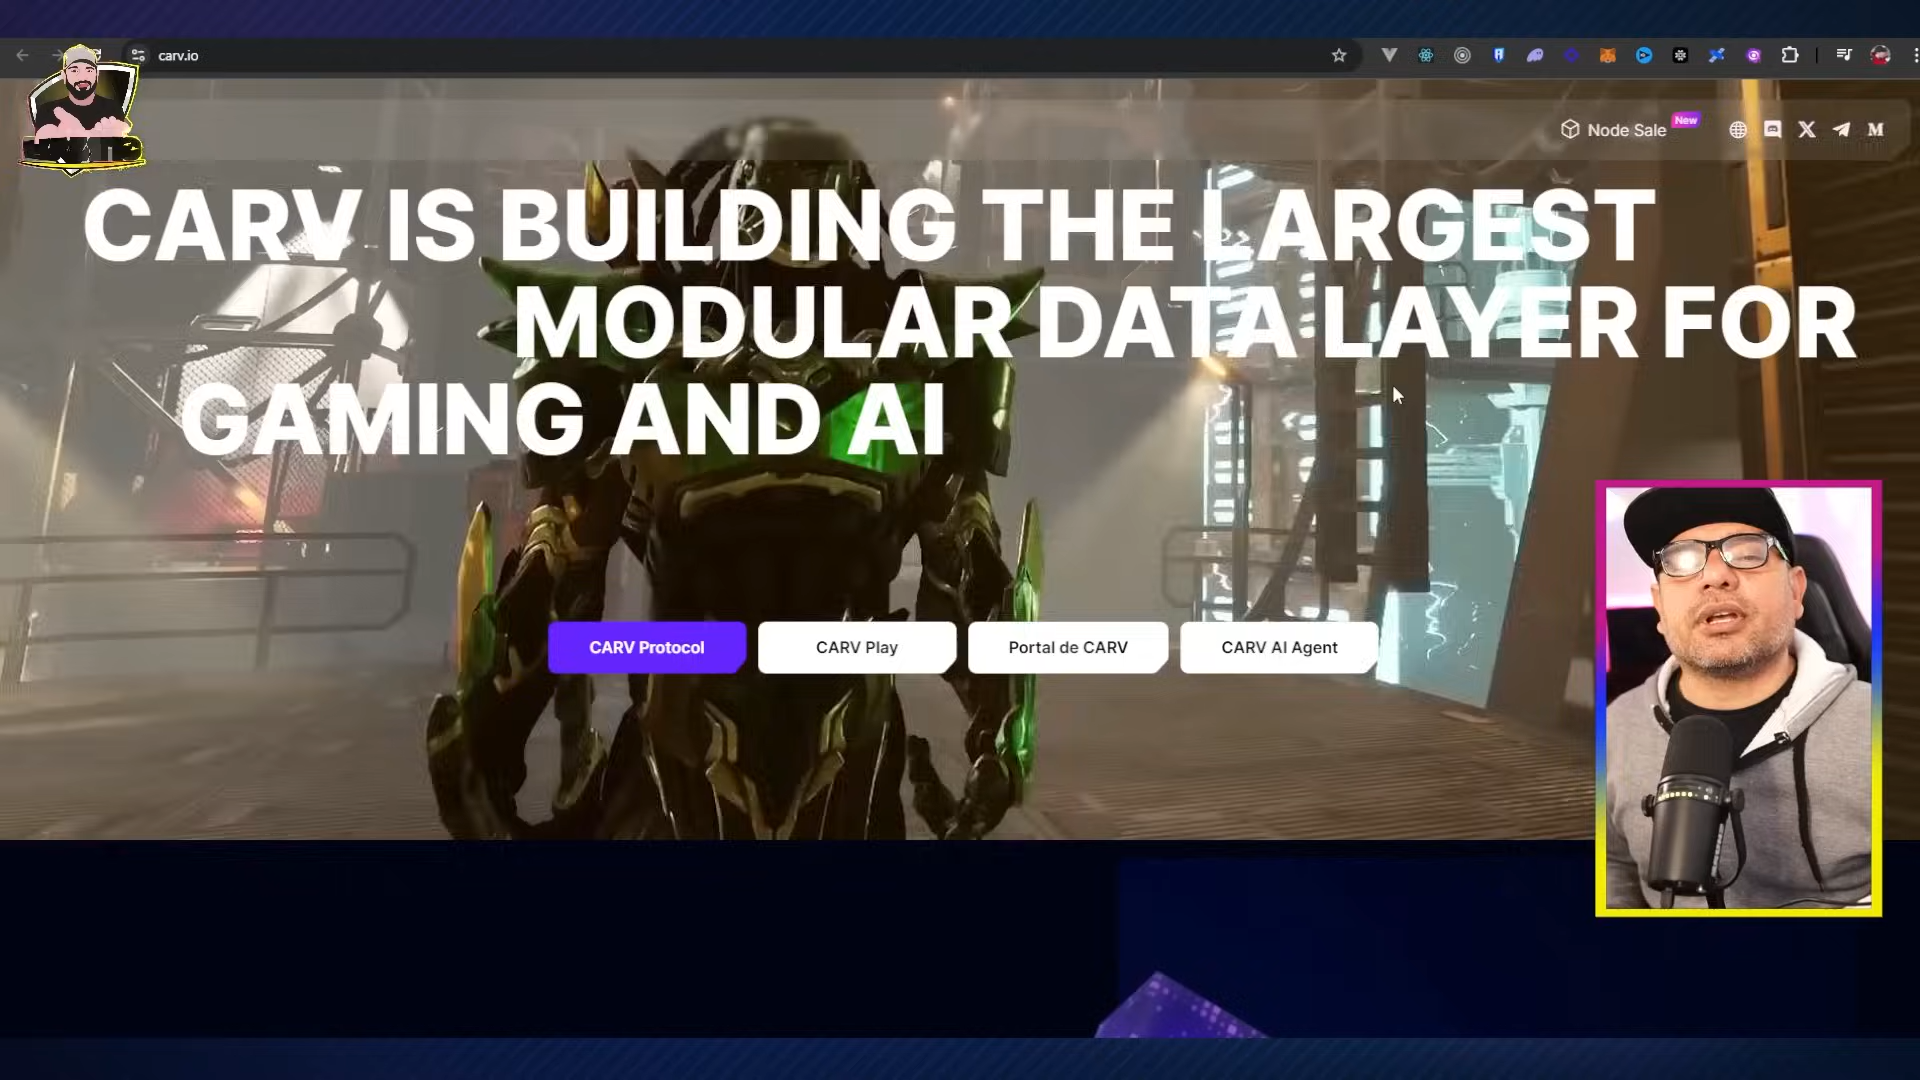 carv.io
Node Sale
New
CARV IS BUILDING THE LARGEST
MODULAR DATA LAYER FOR
GAMING AND AI
CARV Protocol
CARV Play
Portal de CARV
CARV AI Agent